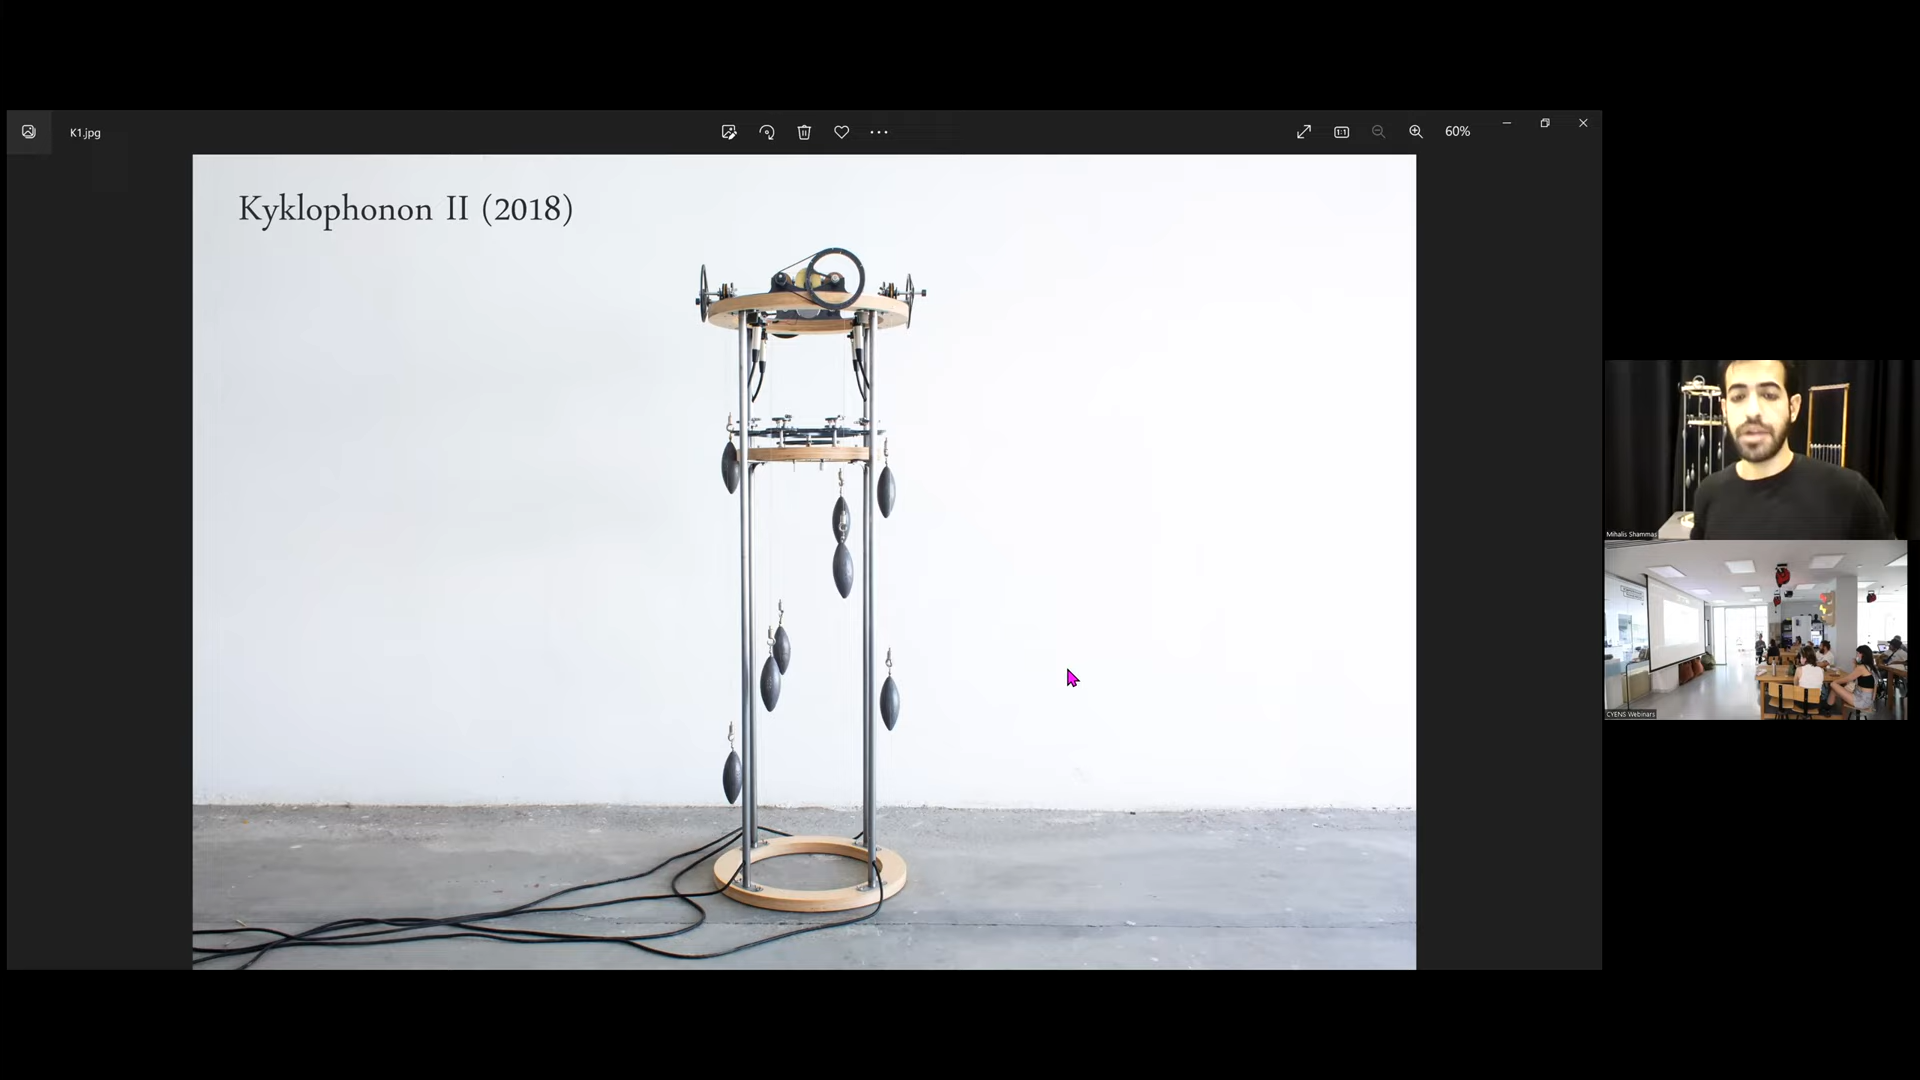 K1.jpg
60%
Kyklophonon II (2018)
Mihalis Shammas
CYENS Webinars